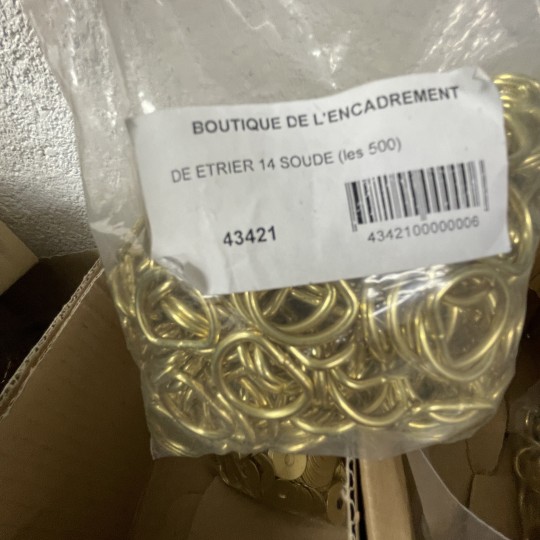 BOUTIQUE DE L'ENCADREMENT
DE ETRIER 14 SOUDE (les 500)
43421
4342100000006